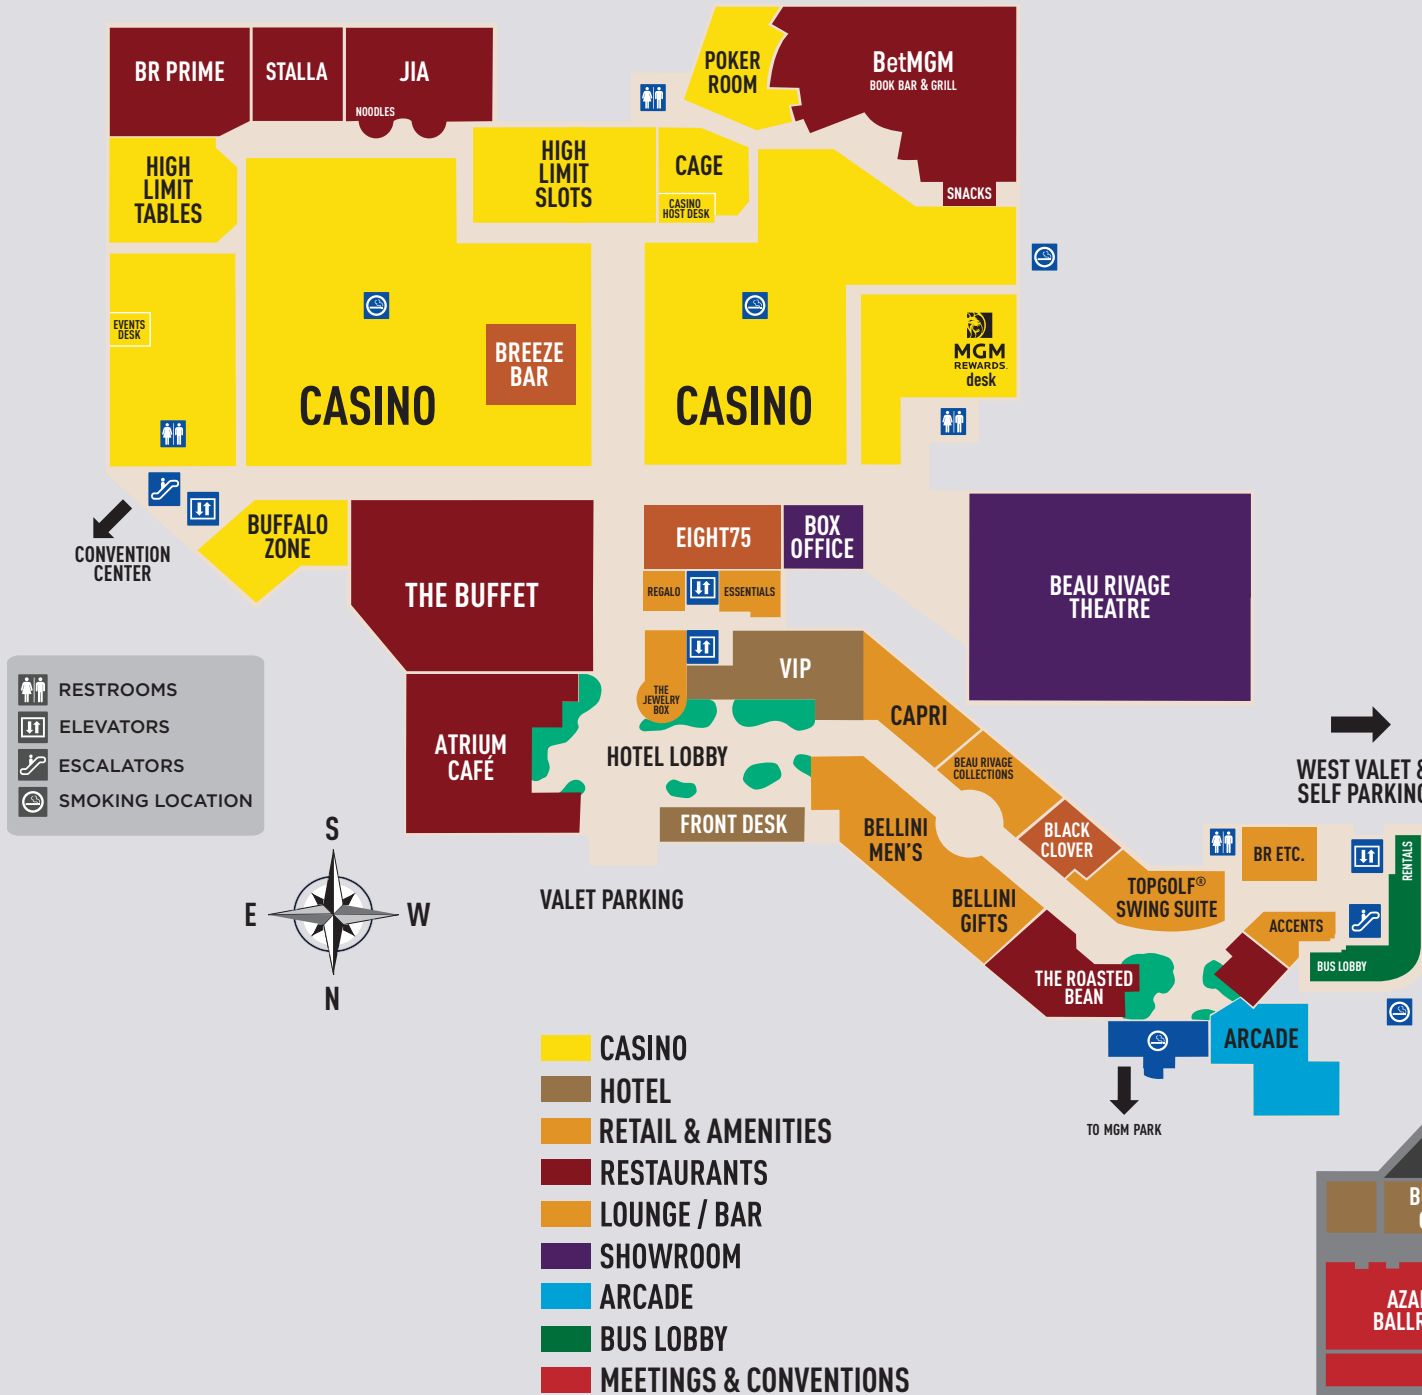 BR PRIME
STALLA
JIA
NOODLES
POKER
ROOM
BetMGM
BOOK BAR & GRILL
SNACKS
HIGH
LIMIT
TABLES
HIGH
LIMIT
SLOTS
CAGE
CASINO
HOST DESK
EVENTS
DESK
BREEZE
BAR
CASINO
CASINO
MGM
REWARDS.
desk
CONVENTION
CENTER
BUFFALO
ZONE
THE BUFFET
EIGHT75
BOX
OFFICE
REGALO
ESSENTIALS
BEAU RIVAGE
THEATRE
VIP
THE
JEWELRY
BOX
CAPRI
RESTROOMS
ELEVATORS
ESCALATORS
SMOKING LOCATION
ATRIUM
CAFÉ
HOTEL LOBBY
FRONT DESK
BEAU RIVAGE
COLLECTIONS
BELLINI
MEN'S
BLACK
CLOVER
WEST VALET &
SELF PARKING
BR ETC.
RENTALS
VALET PARKING
BELLINI
GIFTS
TOPGOLF®
SWING SUITE
ACCENTS
BUS LOBBY
THE ROASTED
BEAN
ARCADE
TO MGM PARK
S
E
W
N
CASINO
HOTEL
RETAIL & AMENITIES
RESTAURANTS
LOUNGE / BAR
SHOWROOM
ARCADE
BUS LOBBY
MEETINGS & CONVENTIONS